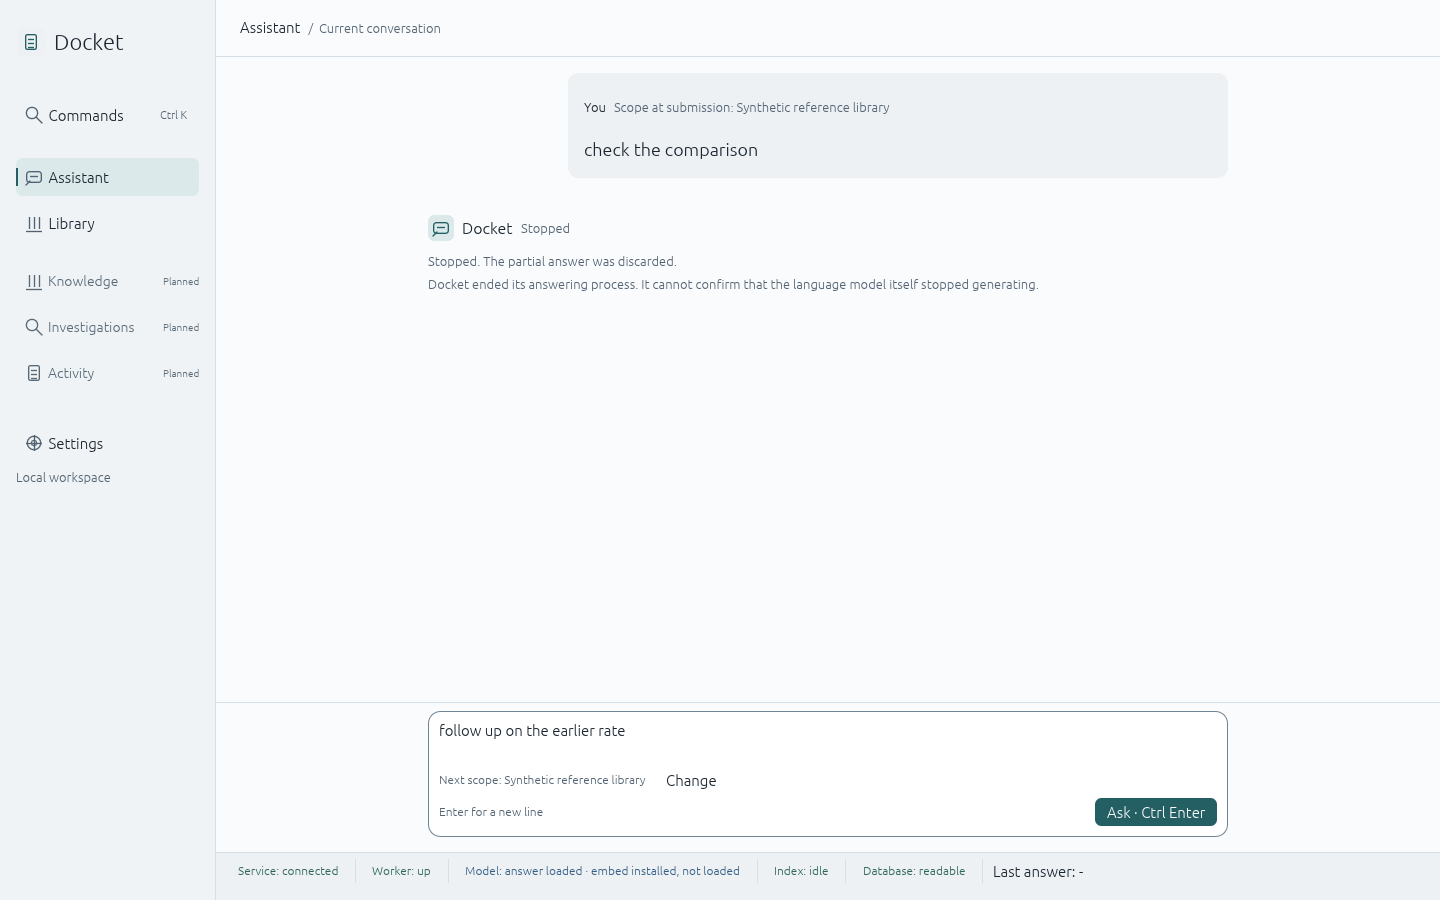 Docket
Commands Ctrl K
Assistant
Library
Knowledge Planned
Investigations Planned
Activity Planned
Settings
Local workspace
Assistant / Current conversation
You Scope at submission: Synthetic reference library
check the comparison
Docket Stopped
Stopped. The partial answer was discarded.
Docket ended its answering process. It cannot confirm that the language model itself stopped generating.
follow up on the earlier rate
Next scope: Synthetic reference library Change
Enter for a new line Ask · Ctrl Enter
Service: connected Worker: up Model: answer loaded · embed installed, not loaded Index: idle Database: readable Last answer: -